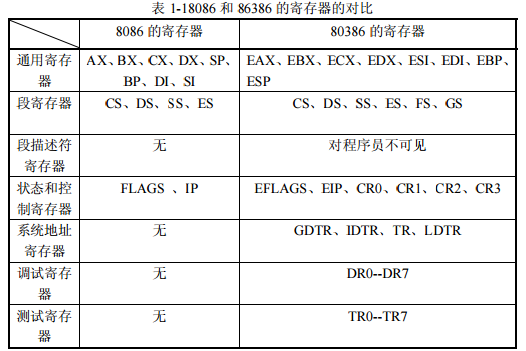 表 1-18086 和 86386 的寄存器的对比
8086 的寄存器 80386 的寄存器
通用寄存器 AX、BX、CX、DX、SP、BP、DI、SI EAX、EBX、ECX、EDX、ESI、EDI、EBP、ESP
段寄存器 CS、DS、SS、ES CS、DS、SS、ES、FS、GS
段描述符寄存器 无 对程序员不可见
状态和控制寄存器 FLAGS 、IP EFLAGS、EIP、CR0、CR1、CR2、CR3
系统地址寄存器 无 GDTR、IDTR、TR、LDTR
调试寄存器 无 DR0--DR7
测试寄存器 无 TR0--TR7